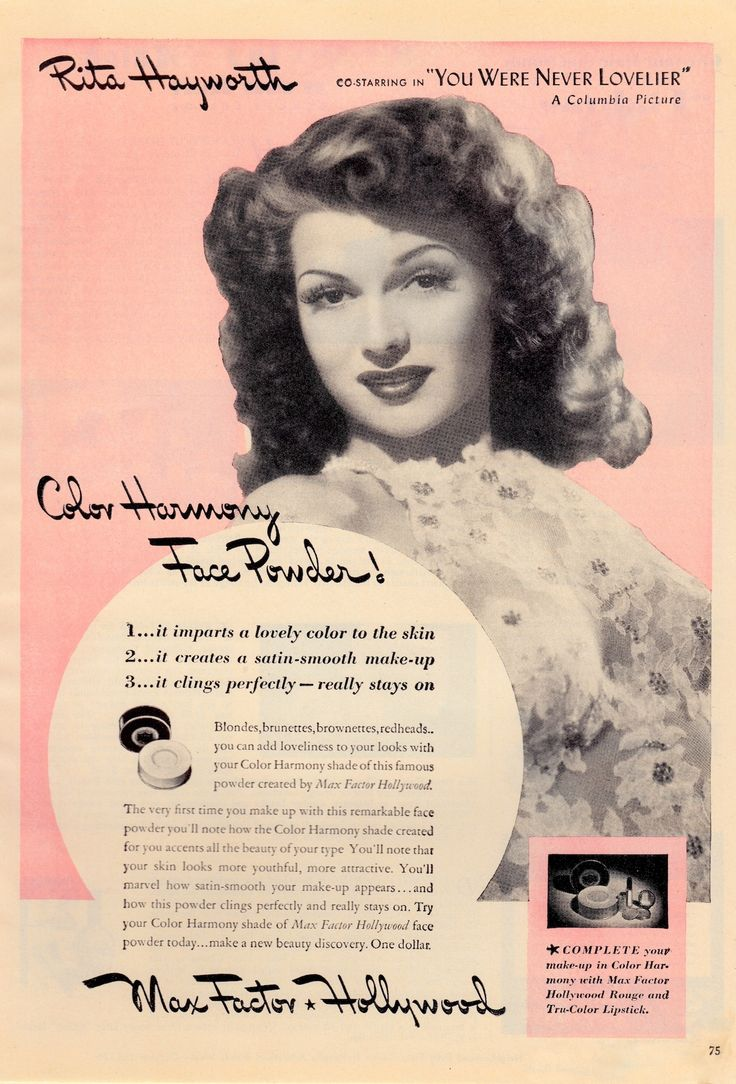 Rita Hayworth
CO-STARRING IN "YOU WERE NEVER LOVELIER"
A Columbia Picture
Color Harmony
Face Powder!
1...it imparts a lovely color to the skin
2...it creates a satin-smooth make-up
3...it clings perfectly—really stays on
Blondes, brunettes, brownettes, redheads..
you can add loveliness to your looks with
your Color Harmony shade of this famous
powder created by Max Factor Hollywood.
The very first time you make up with this remarkable face
powder you'll note how the Color Harmony shade created
for you accents all the beauty of your type You'll note that
your skin looks more youthful, more attractive. You'll
marvel how satin-smooth your make-up appears...and
how this powder clings perfectly and really stays on. Try
your Color Harmony shade of Max Factor Hollywood face
powder today...make a new beauty discovery. One dollar.
Max Factor ★ Hollywood
★ COMPLETE your
make-up in Color Har-
mony with Max Factor
Hollywood Rouge and
Tru-Color Lipstick.
75